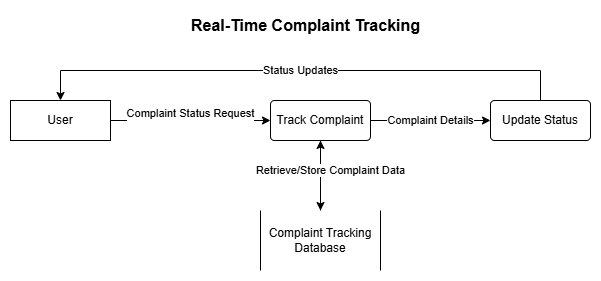 Real-Time Complaint Tracking
Status Updates
User
Complaint Status Request
Track Complaint
Complaint Details
Update Status
Retrieve/Store Complaint Data
Complaint Tracking
Database